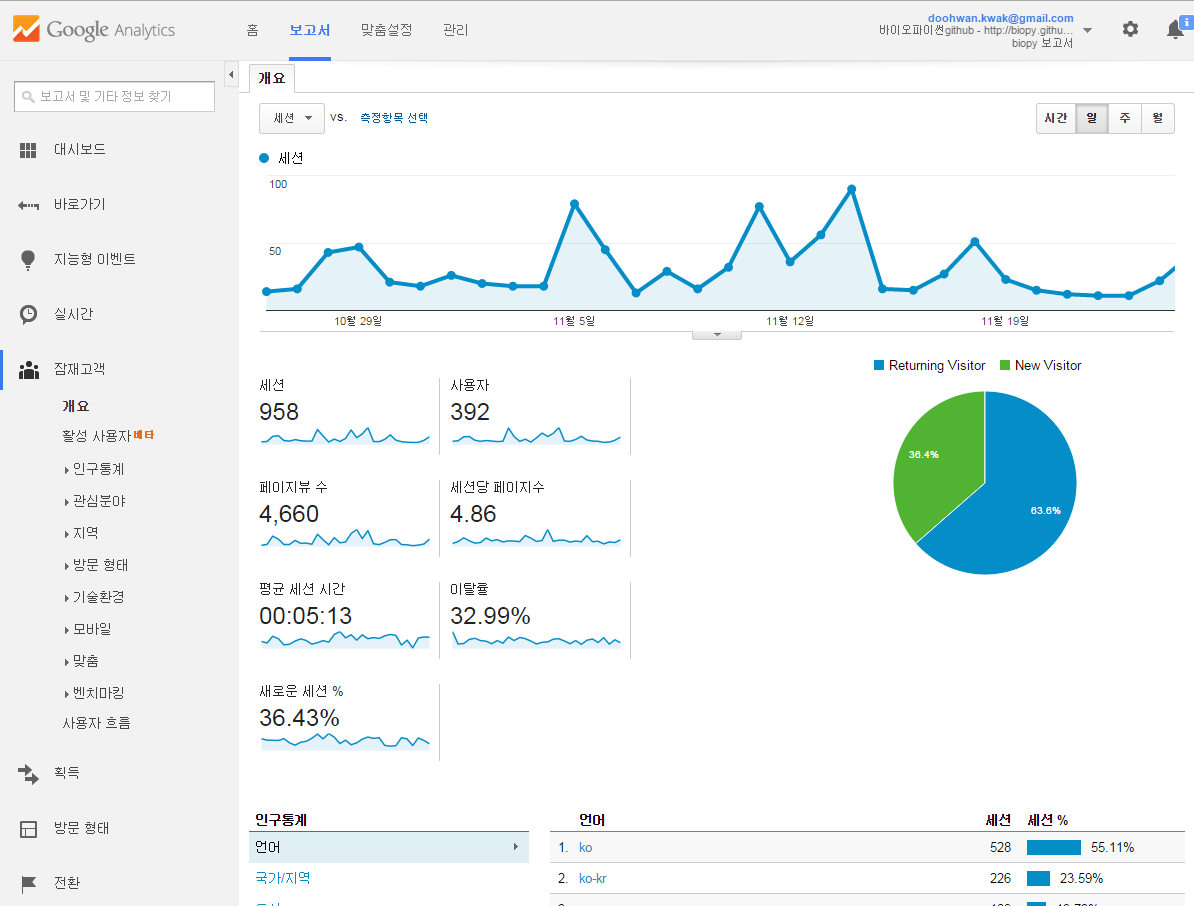 Google Analytics
홈 보고서 맞춤설정 관리
doohwan.kwak@gmail.com
바이오파이썬github - http://biopy.githu...
biopy 보고서
보고서 및 기타 정보 찾기
대시보드
바로가기
지능형 이벤트
실시간
잠재고객
개요
활성 사용자 베타
인구통계
관심분야
지역
방문 형태
기술환경
모바일
맞춤
벤치마킹
사용자 흐름
획득
방문 형태
전환
개요
세션 vs. 측정항목 선택
시간 일 주 월
세션
100
50
10월 29일 11월 5일 11월 12일 11월 19일
세션
958
사용자
392
페이지뷰 수
4,660
세션당 페이지수
4.86
평균 세션 시간
00:05:13
이탈율
32.99%
새로운 세션 %
36.43%
Returning Visitor New Visitor
36.4%
63.6%
인구통계
언어
국가/지역
언어 세션 세션 %
1. ko 528 55.11%
2. ko-kr 226 23.59%